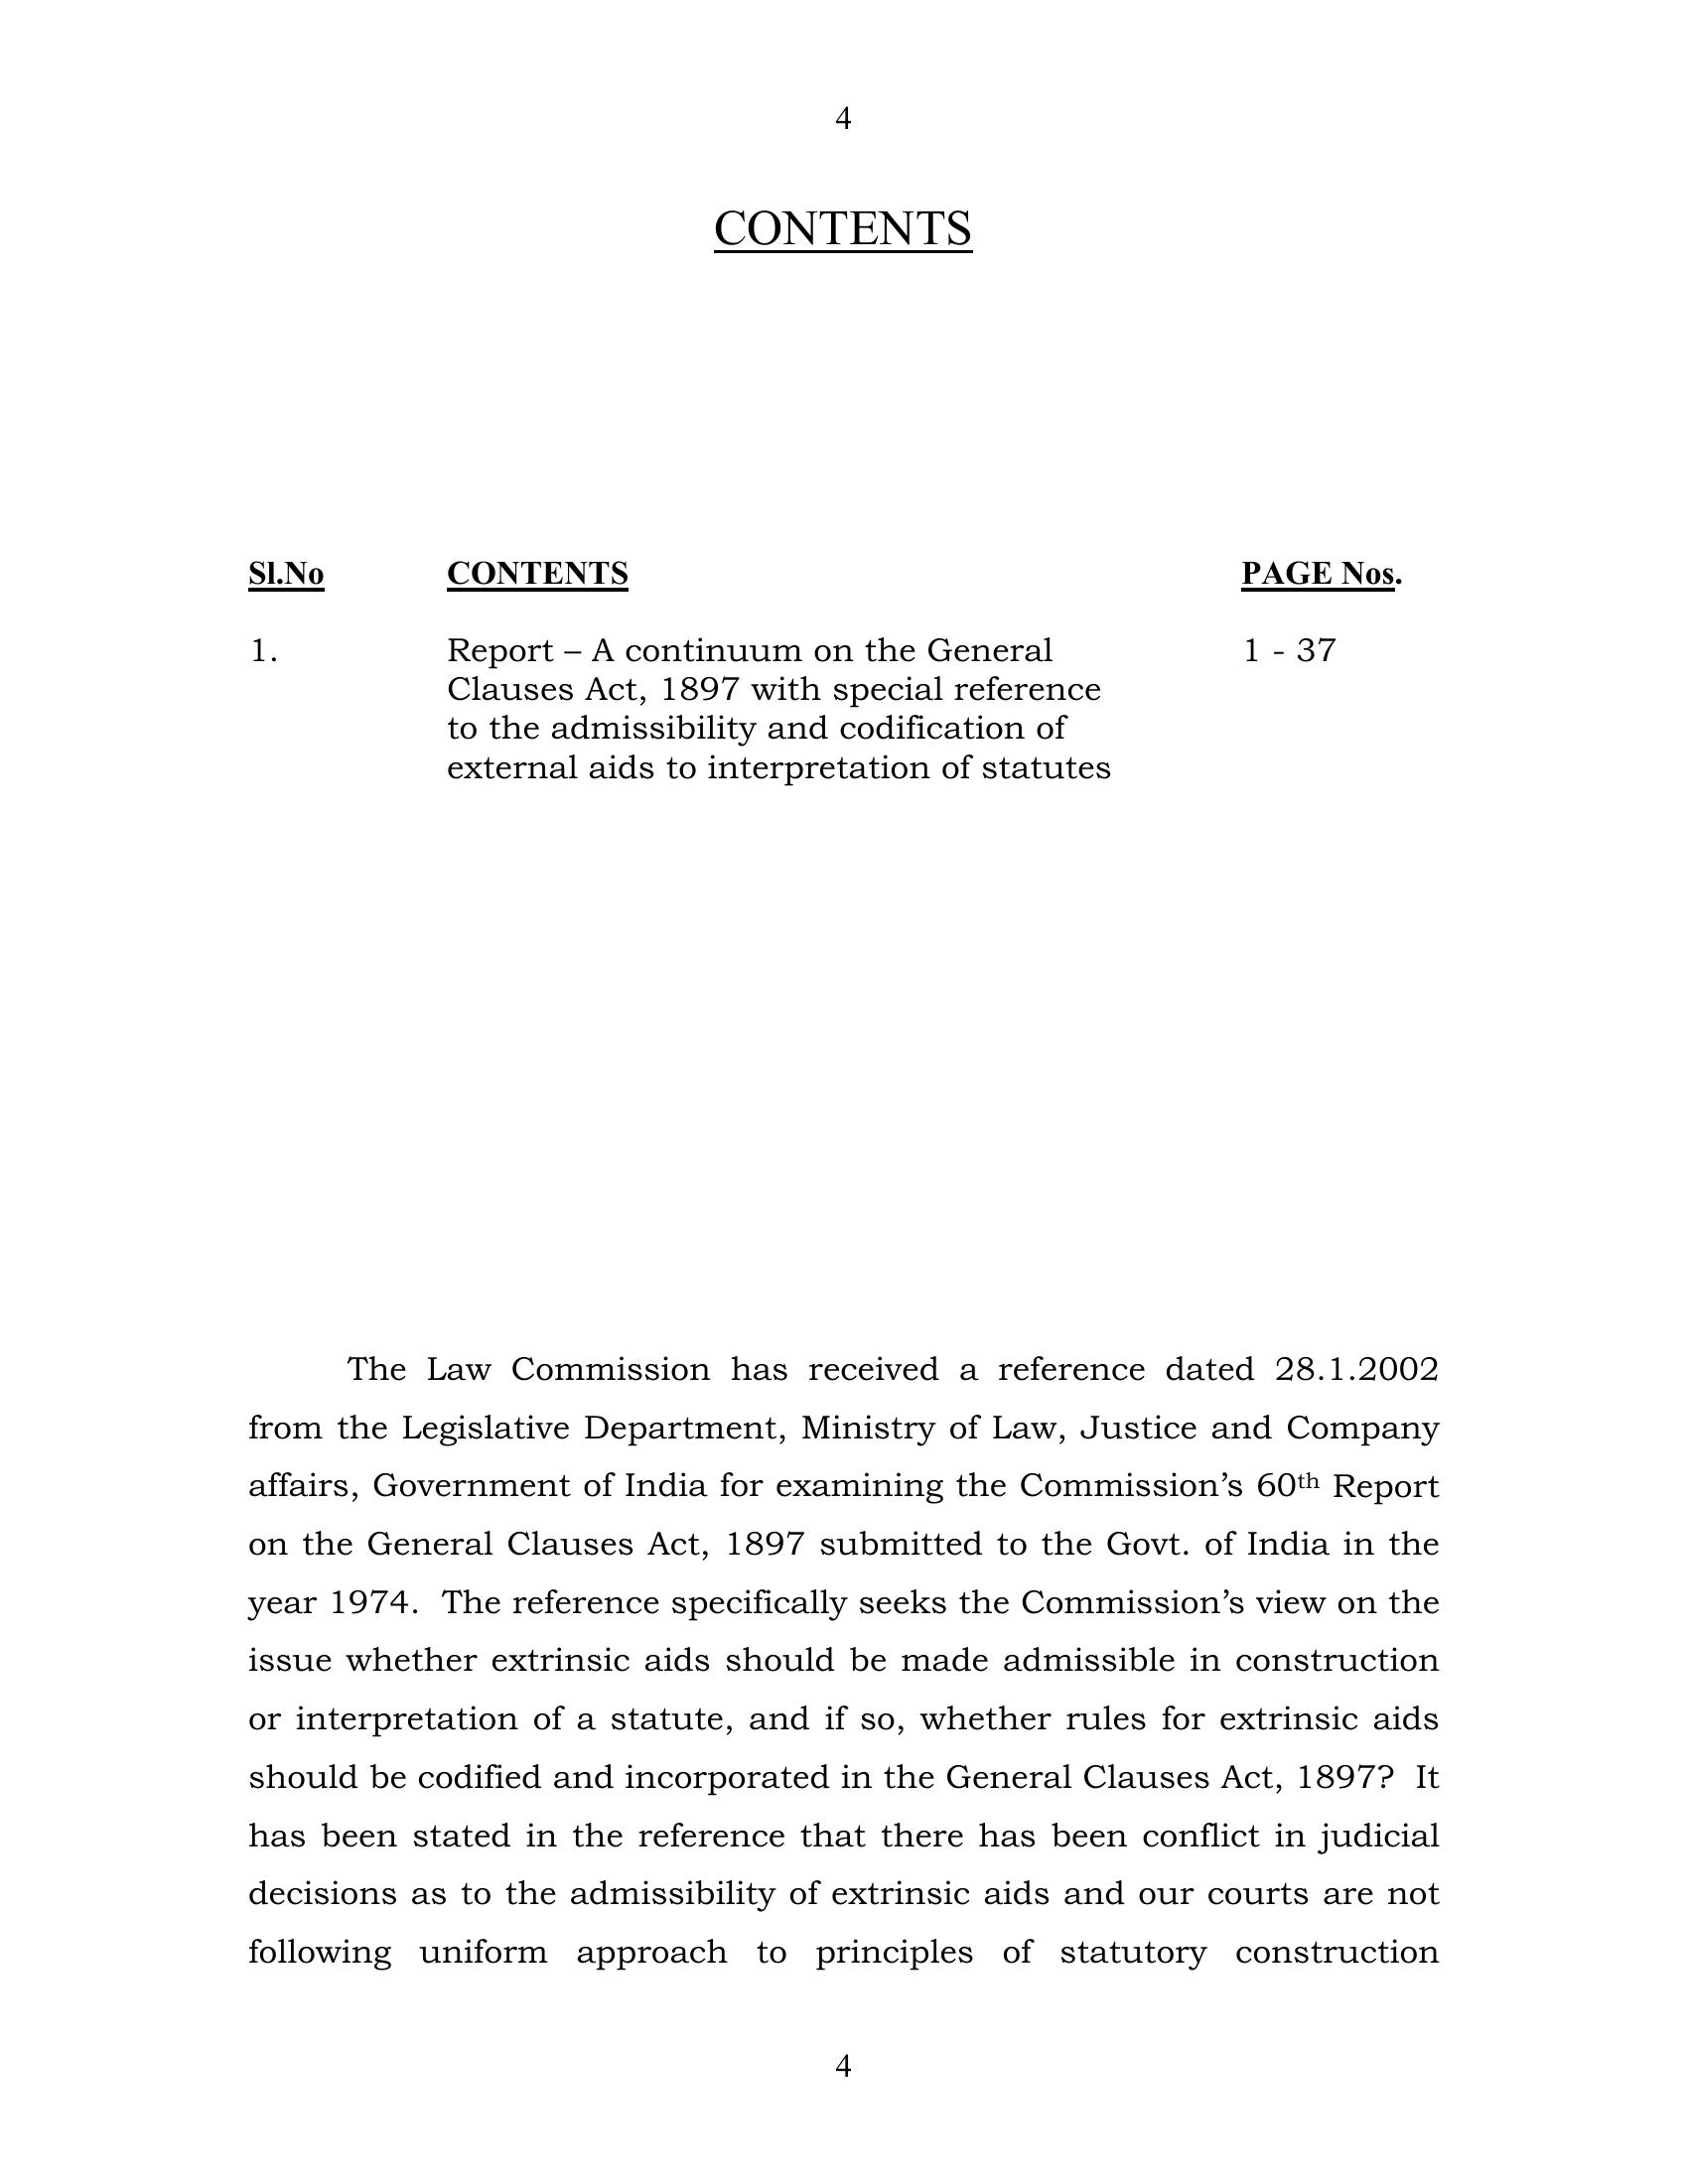 4
CONTENTS
Sl.No CONTENTS PAGE Nos.
1. Report – A continuum on the General 1 - 37
Clauses Act, 1897 with special reference
to the admissibility and codification of
external aids to interpretation of statutes
The Law Commission has received a reference dated 28.1.2002
from the Legislative Department, Ministry of Law, Justice and Company
affairs, Government of India for examining the Commission’s 60th Report
on the General Clauses Act, 1897 submitted to the Govt. of India in the
year 1974. The reference specifically seeks the Commission’s view on the
issue whether extrinsic aids should be made admissible in construction
or interpretation of a statute, and if so, whether rules for extrinsic aids
should be codified and incorporated in the General Clauses Act, 1897? It
has been stated in the reference that there has been conflict in judicial
decisions as to the admissibility of extrinsic aids and our courts are not
following uniform approach to principles of statutory construction
4